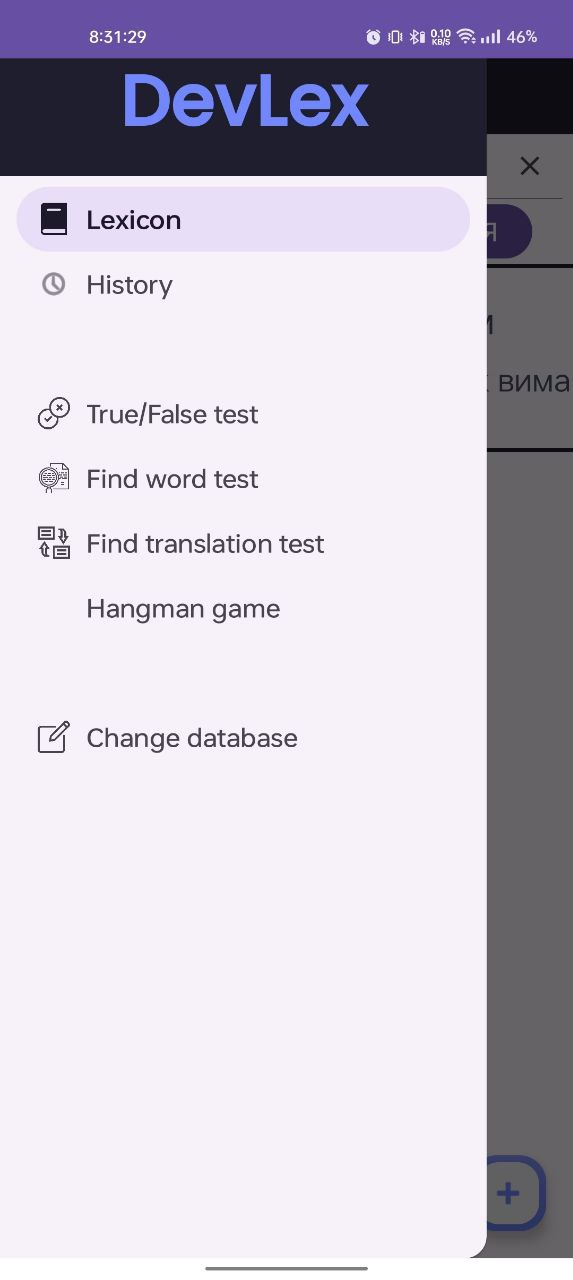 8:31:29
0.10
KB/S
46%
DevLex
Lexicon
Я
History
вима
True/False test
Find word test
Find translation test
Hangman game
Change database